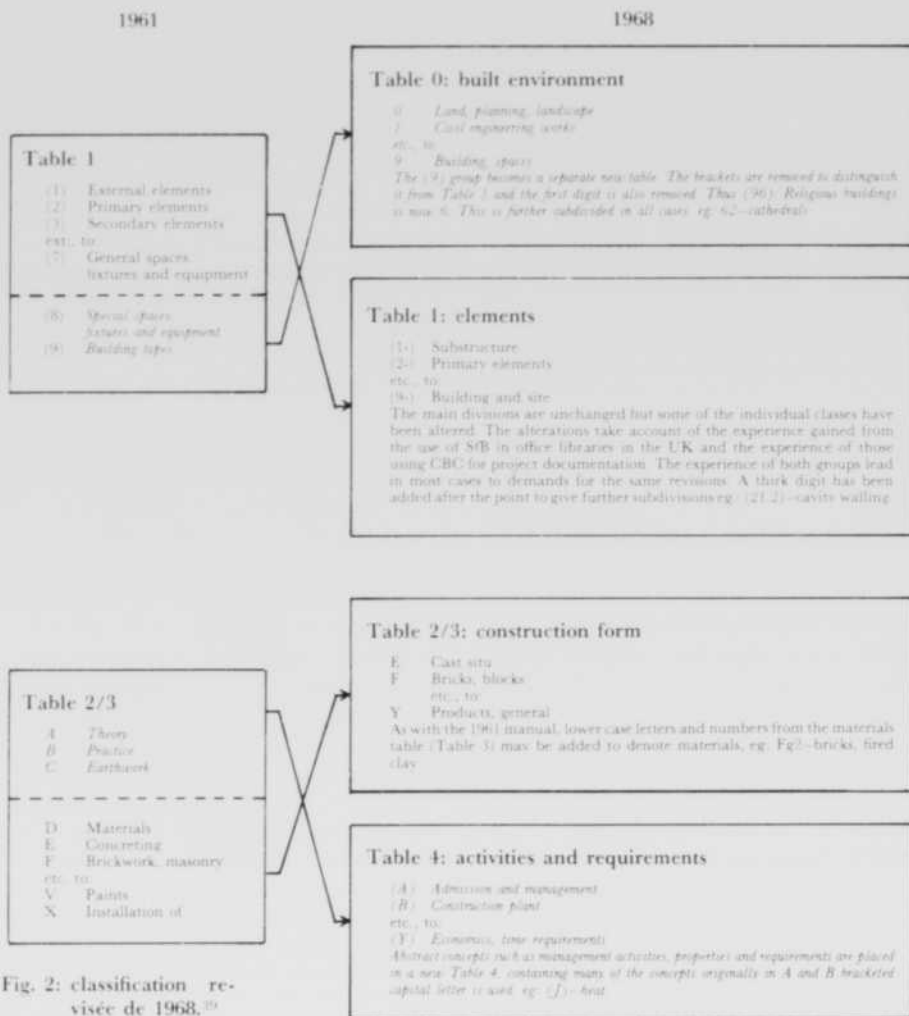 1961
1968
Table 1
(1) External elements
(2) Primary elements
(3) Secondary elements
ext., to:
(7) General spaces
fixtures and equipment
(8) Special spaces
fixtures and equipment
(9) Building types
Table 0: built environment
0 Land, planning, landscape
1 Civil engineering works
etc., to
9 Building, spaces
The (9) group becomes a separate new table. The brackets are removed to distinguish
it from Table 1 and the first digit is also removed. Thus (96) Religious buildings
is now 6. This is further subdivided in all cases eg. 62—cathedrals
Table 1: elements
(1-) Substructure
(2-) Primary elements
etc., to:
(9-) Building and site
The main divisions are unchanged but some of the individual classes have
been altered. The alterations take account of the experience gained from
the use of SfB in office libraries in the UK and the experience of those
using CBC for project documentation. The experience of both groups lead
in most cases to demands for the same revisions. A think digit has been
added after the point to give further subdivisions eg. (21.2)—cavity walling.
Table 2/3
A Theory
B Practice
C Earthwork
D Materials
E Concreting
F Brickwork, masonry
etc. to:
V Paints
X Installation of
Table 2/3: construction form
E Cast situ
F Bricks, blocks
etc., to:
Y Products, general
As with the 1961 manual, lower case letters and numbers from the materials
table (Table 3) may be added to denote materials, eg. Fg2—bricks, fired
clay
Table 4: activities and requirements
(A) Admission and management
(B) Construction plant
etc., to:
(Y) Economics, time requirements
Abstract concepts such as management activities, properties and requirements are placed
in a new Table 4, containing many of the concepts originally in A and B bracketed
capital letter is used. eg. (J)—heat
Fig. 2: classification re-
visée de 1968.39